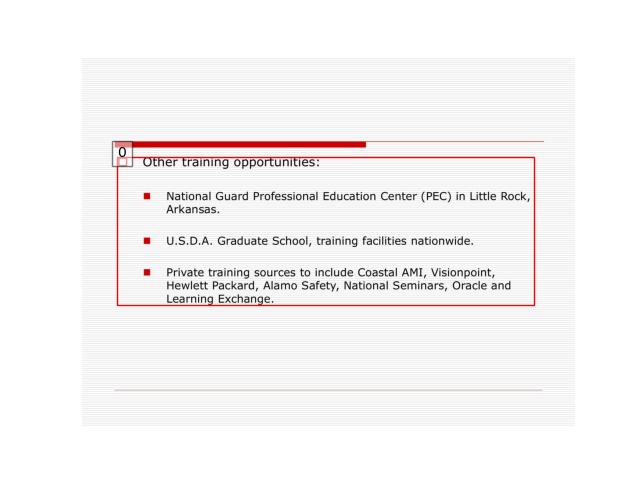 0
Other training opportunities:
National Guard Professional Education Center (PEC) in Little Rock,
Arkansas.
U.S.D.A. Graduate School, training facilities nationwide.
Private training sources to include Coastal AMI, Visionpoint,
Hewlett Packard, Alamo Safety, National Seminars, Oracle and
Learning Exchange.